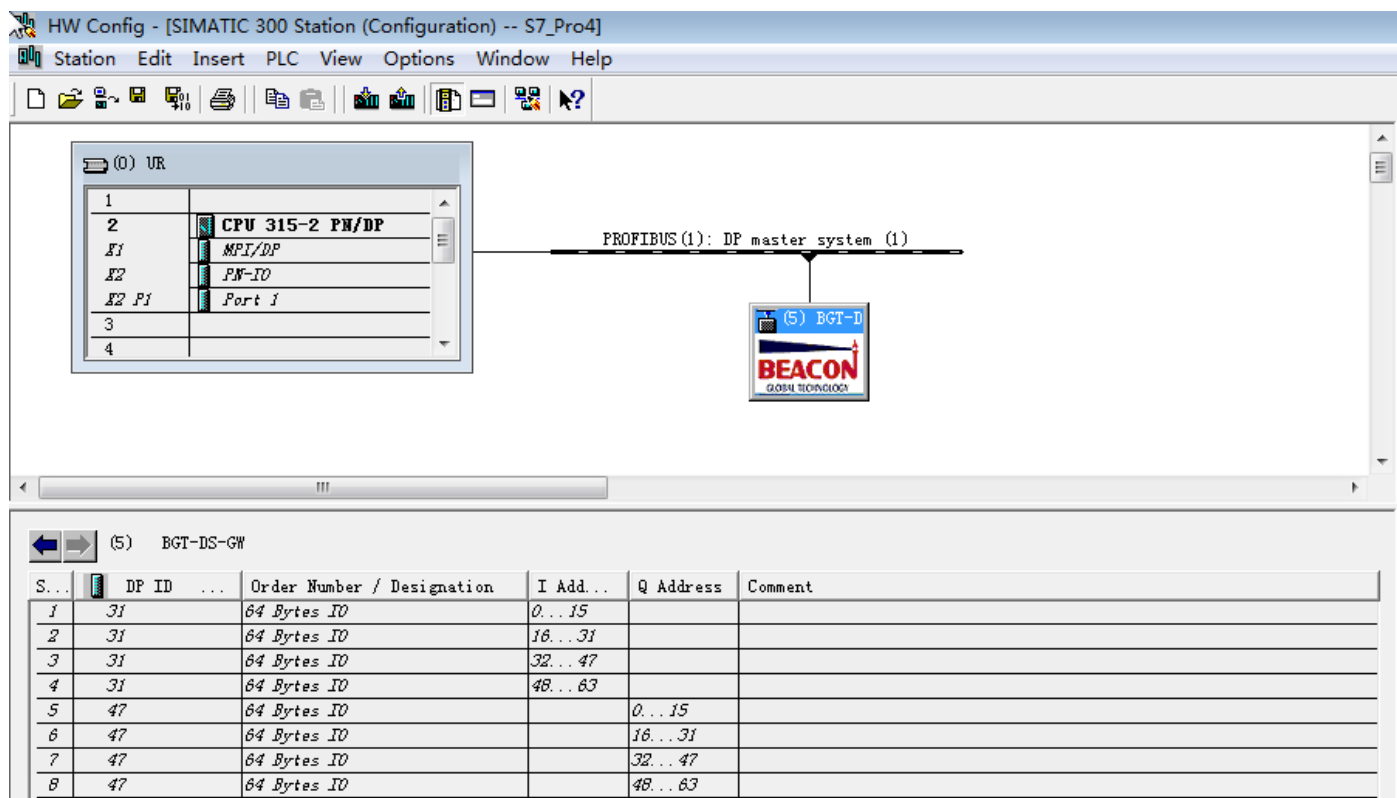 HW Config - [SIMATIC 300 Station (Configuration) -- S7_Pro4]
Station Edit Insert PLC View Options Window Help
(0) UR
1
2 CPU 315-2 PN/DP
X1 MPI/DP
X2 PN-IO
X2 P1 Port 1
3
4
PROFIBUS(1): DP master system (1)
(5) BGT-D
BEACON
GLOBAL TECHNOLOGY
(5) BGT-DS-GW
S... DP ID ... Order Number / Designation I Add... Q Address Comment
1 31 64 Bytes IO 0...15
2 31 64 Bytes IO 16...31
3 31 64 Bytes IO 32...47
4 31 64 Bytes IO 48...63
5 47 64 Bytes IO 0...15
6 47 64 Bytes IO 16...31
7 47 64 Bytes IO 32...47
8 47 64 Bytes IO 48...63